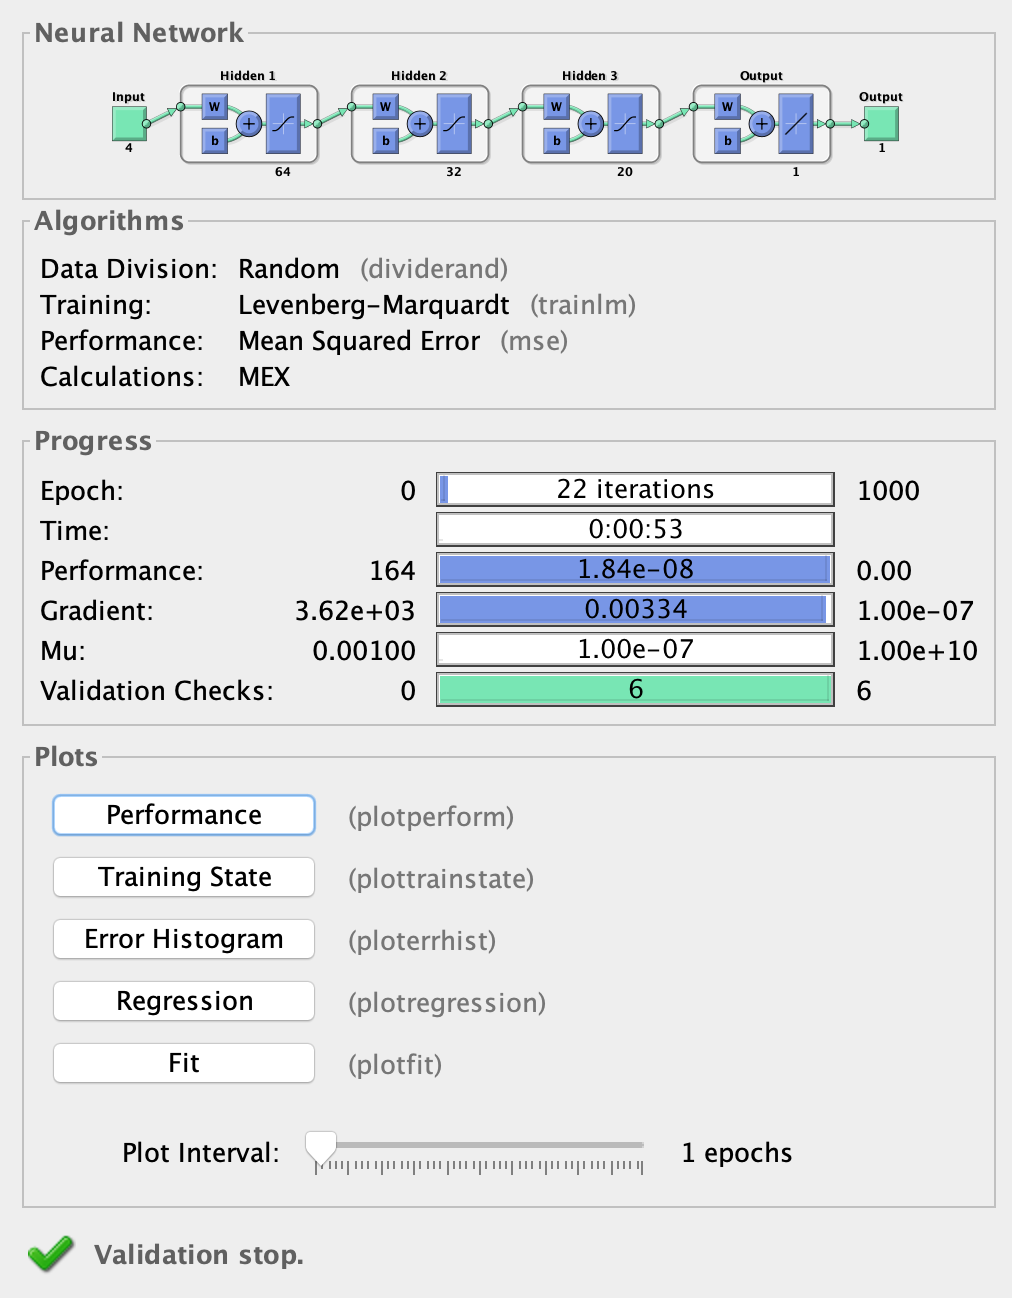 Neural Network
Hidden 1 Hidden 2 Hidden 3 Output
Input Output
W W W W
+ + + +
b b b b
4 1
64 32 20 1
Algorithms
Data Division: Random (dividerand)
Training: Levenberg-Marquardt (trainlm)
Performance: Mean Squared Error (mse)
Calculations: MEX
Progress
Epoch: 0 22 iterations 1000
Time: 0:00:53
Performance: 164 1.84e-08 0.00
Gradient: 3.62e+03 0.00334 1.00e-07
Mu: 0.00100 1.00e-07 1.00e+10
Validation Checks: 0 6 6
Plots
Performance (plotperform)
Training State (plottrainstate)
Error Histogram (ploterrhist)
Regression (plotregression)
Fit (plotfit)
Plot Interval: 1 epochs
Validation stop.